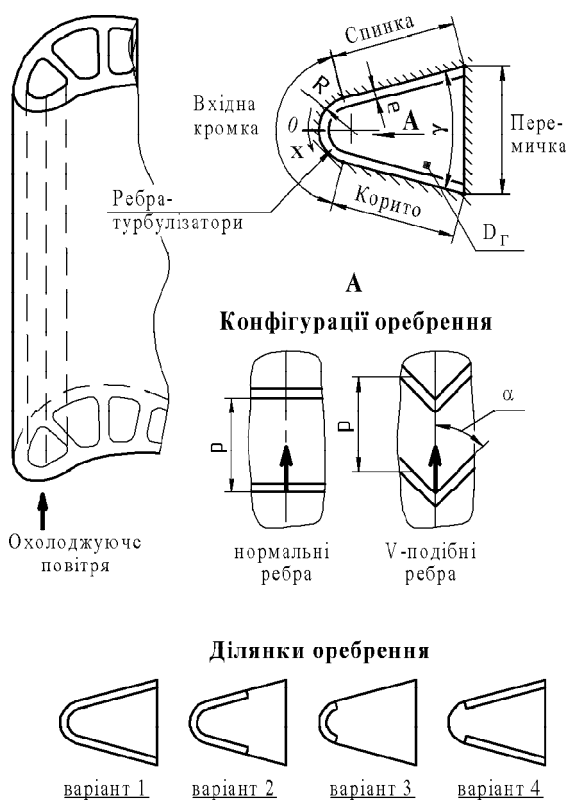 Спинка
R
Вхідна
кромка
0
x
e
A
γ
Пере-
мичка
Ребра-
турбулізатори
Корито
Dг
A
Конфігурації оребрення
p
p
α
Охолоджуюче
повітря
нормальні
ребра
V-подібні
ребра
Ділянки оребрення
варіант 1
варіант 2
варіант 3
варіант 4